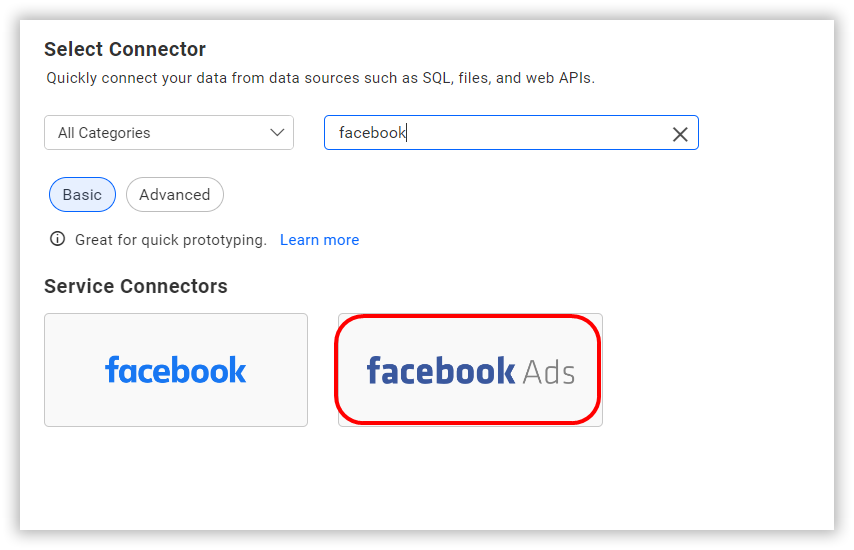 Select Connector
Quickly connect your data from data sources such as SQL, files, and web APIs.
All Categories facebook
Basic Advanced
Great for quick prototyping. Learn more
Service Connectors
facebook facebook Ads